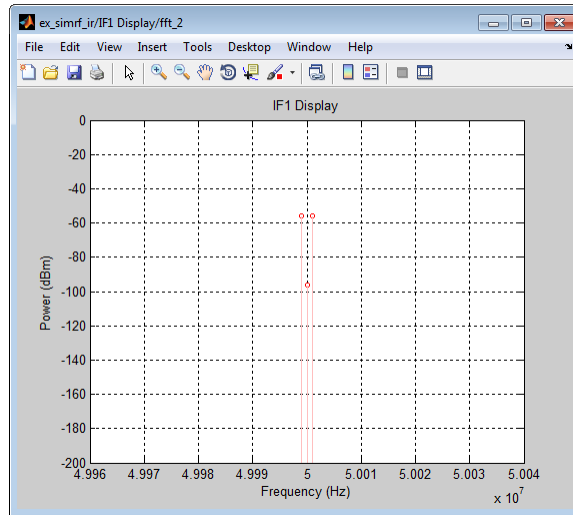 ex_simrf_ir/IF1 Display/fft_2
File Edit View Insert Tools Desktop Window Help
IF1 Display
0
-20
-40
-60
-80
-100
-120
-140
-160
-180
-200
Power (dBm)
4.996 4.997 4.998 4.999 5 5.001 5.002 5.003 5.004
Frequency (Hz)
x 10^7